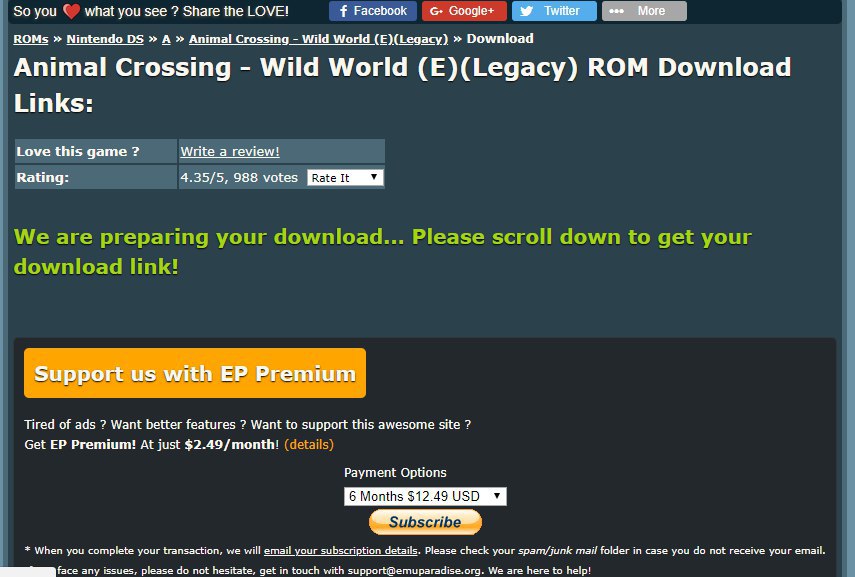 So you ❤ what you see ? Share the LOVE!
Facebook
Google+
Twitter
More
ROMs » Nintendo DS » A » Animal Crossing - Wild World (E)(Legacy) » Download
Animal Crossing - Wild World (E)(Legacy) ROM Download
Links:
Love this game ? Write a review!
Rating: 4.35/5, 988 votes Rate It
We are preparing your download... Please scroll down to get your
download link!
Support us with EP Premium
Tired of ads ? Want better features ? Want to support this awesome site ?
Get EP Premium! At just $2.49/month! (details)
Payment Options
6 Months $12.49 USD
Subscribe
* When you complete your transaction, we will email your subscription details. Please check your spam/junk mail folder in case you do not receive your email.
face any issues, please do not hesitate, get in touch with support@emuparadise.org. We are here to help!